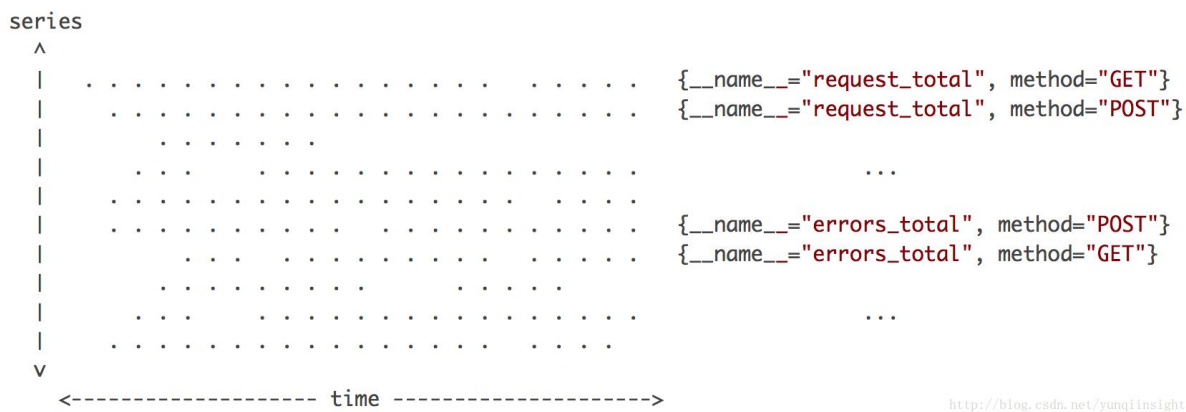 series
^
| . . . . . . . . . . . . . . . . .   . . . . . {__name__="request_total", method="GET"}
|   . . . . . . . . . . . . . . . . . . . . . . {__name__="request_total", method="POST"}
|       . . . . . . .
|     . . .     . . . . . . . . . . . . . . . . ...
|   . . . . . . . . . . . . . . . . .   . . . .
|   . . . . . . . . . .   . . . . . . . . . . . {__name__="errors_total", method="POST"}
|         . . .   . . . . . . . . .   . . . . . {__name__="errors_total", method="GET"}
|       . . . . . . . . .       . . . . .
|     . . .     . . . . . . . . . . . . . . . . ...
|   . . . . . . . . . . . . . . . .   . . . .
v
<-------------------- time --------------------->
http://blog.csdn.net/yunqiinsight